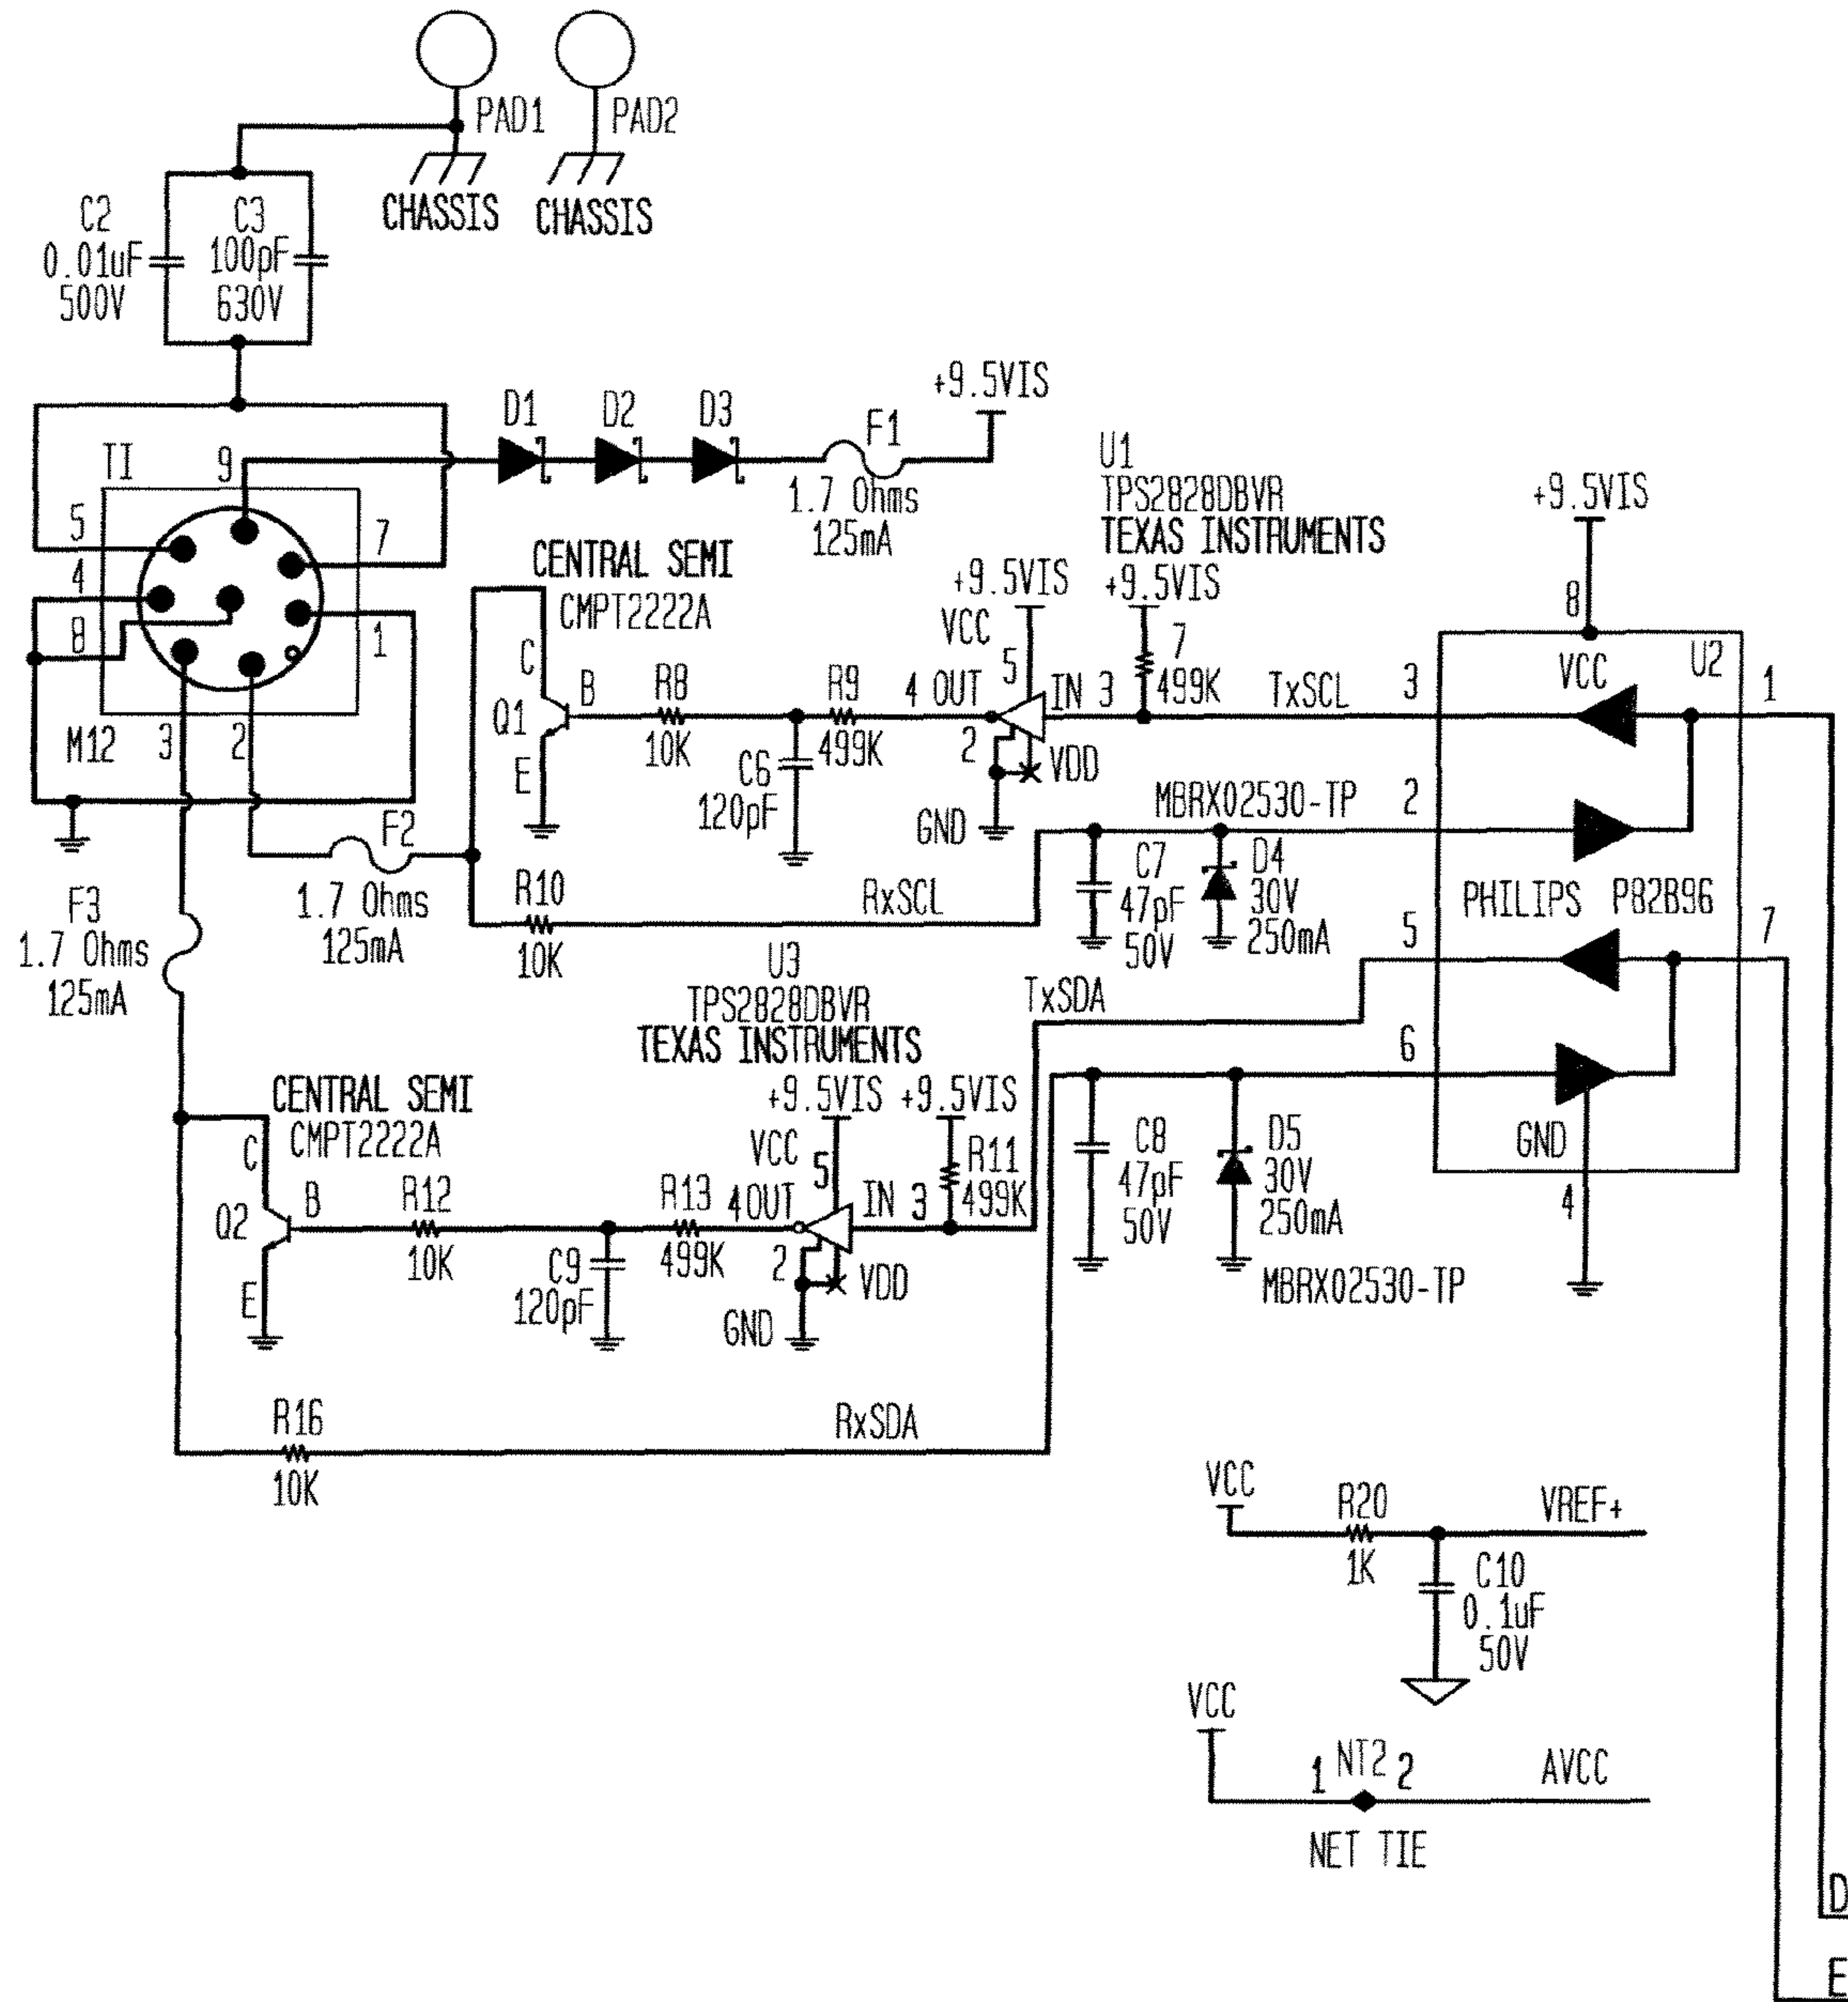 PAD1
PAD2
CHASSIS
CHASSIS
C2
0.01uF
500V
C3
100pF
630V
D1
D2
D3
F1
1.7 Ohms
125mA
+9.5VIS
TI
9
5
4
8
7
1
M12
3
2
CENTRAL SEMI
CMPT2222A
C
B
Q1
E
R8
10K
R9
499K
C6
120pF
4 OUT
+9.5VIS
VCC
5
2
VDD
GND
U1
TPS2828DBVR
TEXAS INSTRUMENTS
+9.5VIS
7
499K
IN 3
TxSCL
+9.5VIS
8
VCC
U2
3
1
2
MBRX02530-TP
F2
1.7 Ohms
125mA
F3
1.7 Ohms
125mA
R10
10K
RxSCL
C7
47pF
50V
D4
30V
250mA
PHILIPS P82B96
5
7
6
GND
4
TxSDA
U3
TPS2828DBVR
TEXAS INSTRUMENTS
+9.5VIS
+9.5VIS
VCC
5
R11
499K
IN 3
4 OUT
2
VDD
GND
CENTRAL SEMI
CMPT2222A
C
B
Q2
E
R12
10K
R13
499K
C9
120pF
C8
47pF
50V
D5
30V
250mA
MBRX02530-TP
R16
10K
RxSDA
VCC
R20
1K
VREF+
C10
0.1uF
50V
VCC
1 NT2 2
AVCC
NET TIE
D
E